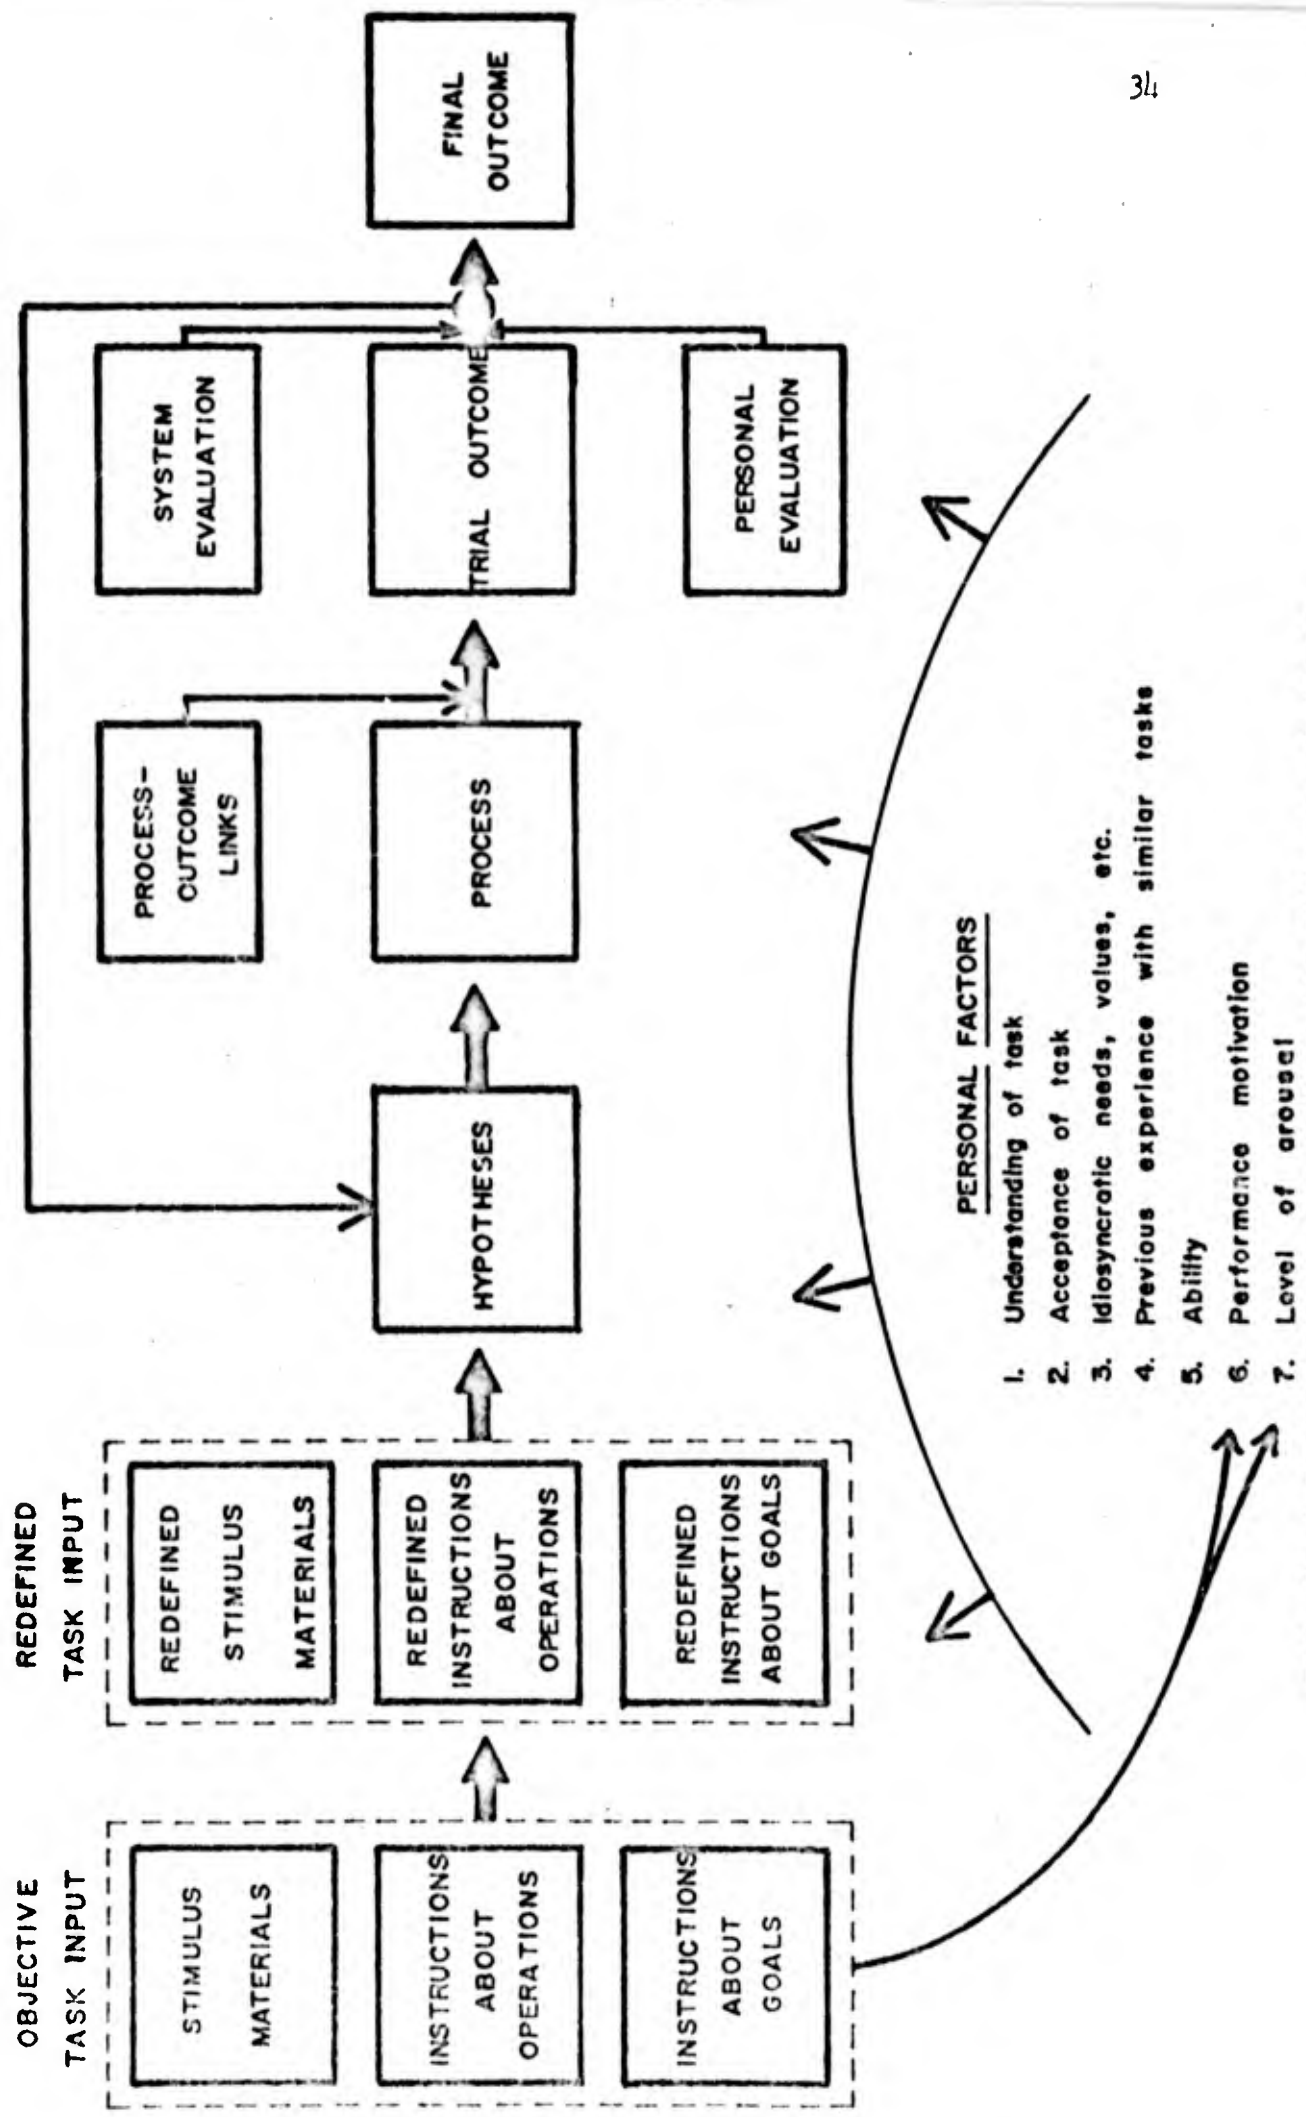 34
OBJECTIVE
TASK INPUT
STIMULUS
MATERIALS
INSTRUCTIONS
ABOUT
OPERATIONS
INSTRUCTIONS
ABOUT
GOALS
REDEFINED
TASK INPUT
REDEFINED
STIMULUS
MATERIALS
REDEFINED
INSTRUCTIONS
ABOUT
OPERATIONS
REDEFINED
INSTRUCTIONS
ABOUT GOALS
HYPOTHESES
PROCESS-
OUTCOME
LINKS
PROCESS
SYSTEM
EVALUATION
TRIAL OUTCOME
PERSONAL
EVALUATION
FINAL
OUTCOME
PERSONAL FACTORS
1. Understanding of task
2. Acceptance of task
3. Idiosyncratic needs, values, etc.
4. Previous experience with similar tasks
5. Ability
6. Performance motivation
7. Level of arousal